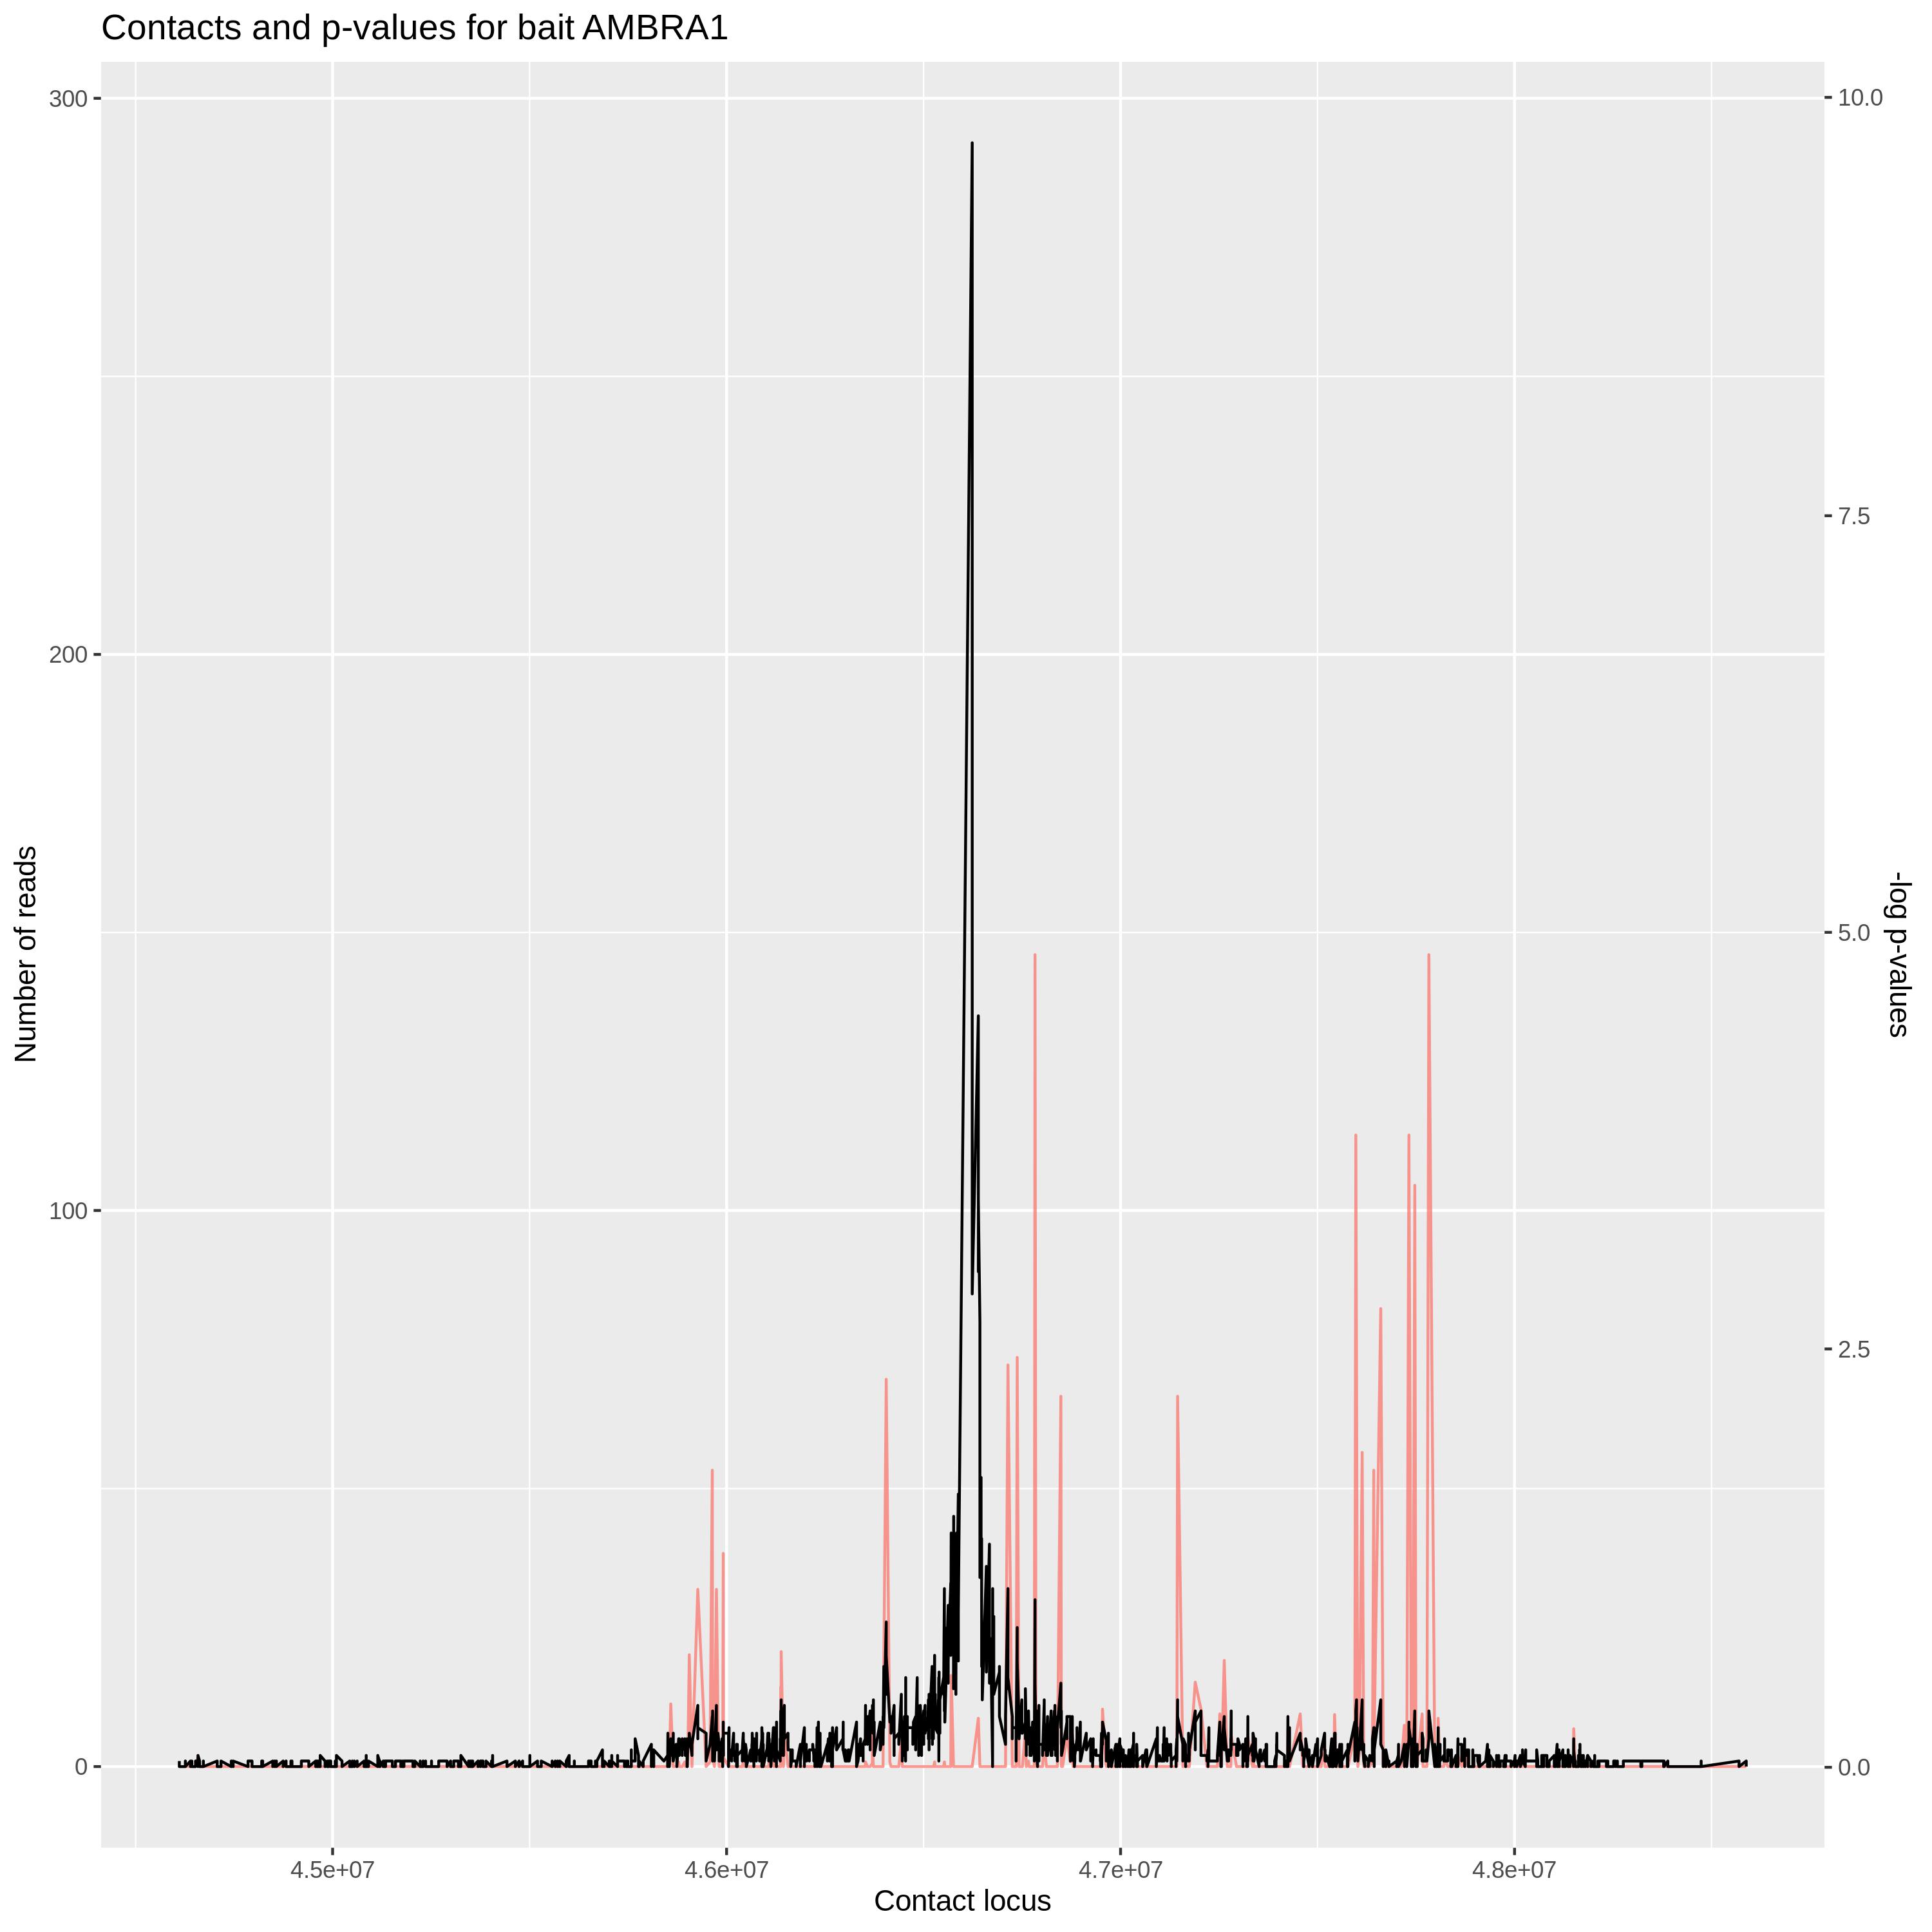 Contacts and p-values for bait AMBRA1
300
200
100
0
Number of reads
10.0
7.5
5.0
2.5
0.0
-log p-values
4.5e+07
4.6e+07
4.7e+07
4.8e+07
Contact locus